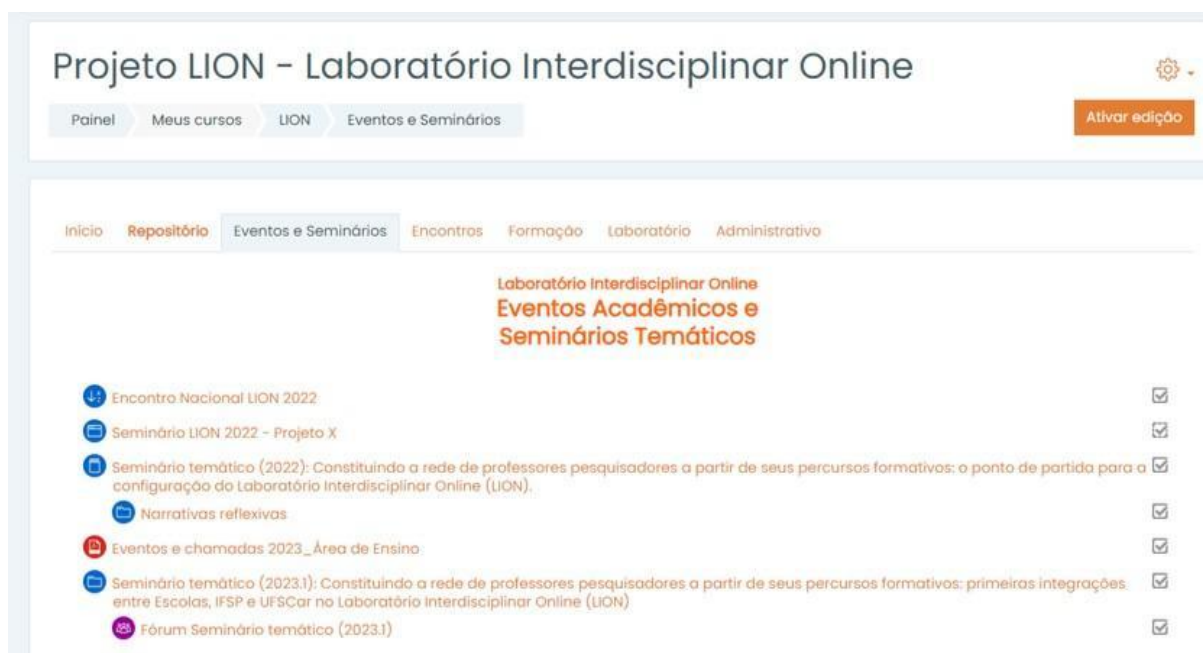 Projeto LION - Laboratório Interdisciplinar Online
Painel Meus cursos LION Eventos e Seminários
Ativar edição
Início Repositório Eventos e Seminários Encontros Formação Laboratório Administrativo
Laboratório Interdisciplinar Online
Eventos Acadêmicos e
Seminários Temáticos
Encontro Nacional LION 2022
Seminário LION 2022 - Projeto X
Seminário temático (2022): Constituindo a rede de professores pesquisadores a partir de seus percursos formativos: o ponto de partida para a
configuração do Laboratório Interdisciplinar Online (LION).
Narrativas reflexivas
Eventos e chamadas 2023_Área de Ensino
Seminário temático (2023.1): Constituindo a rede de professores pesquisadores a partir de seus percursos formativos: primeiras integrações
entre Escolas, IFSP e UFSCar no Laboratório Interdisciplinar Online (LION)
Fórum Seminário temático (2023.1)